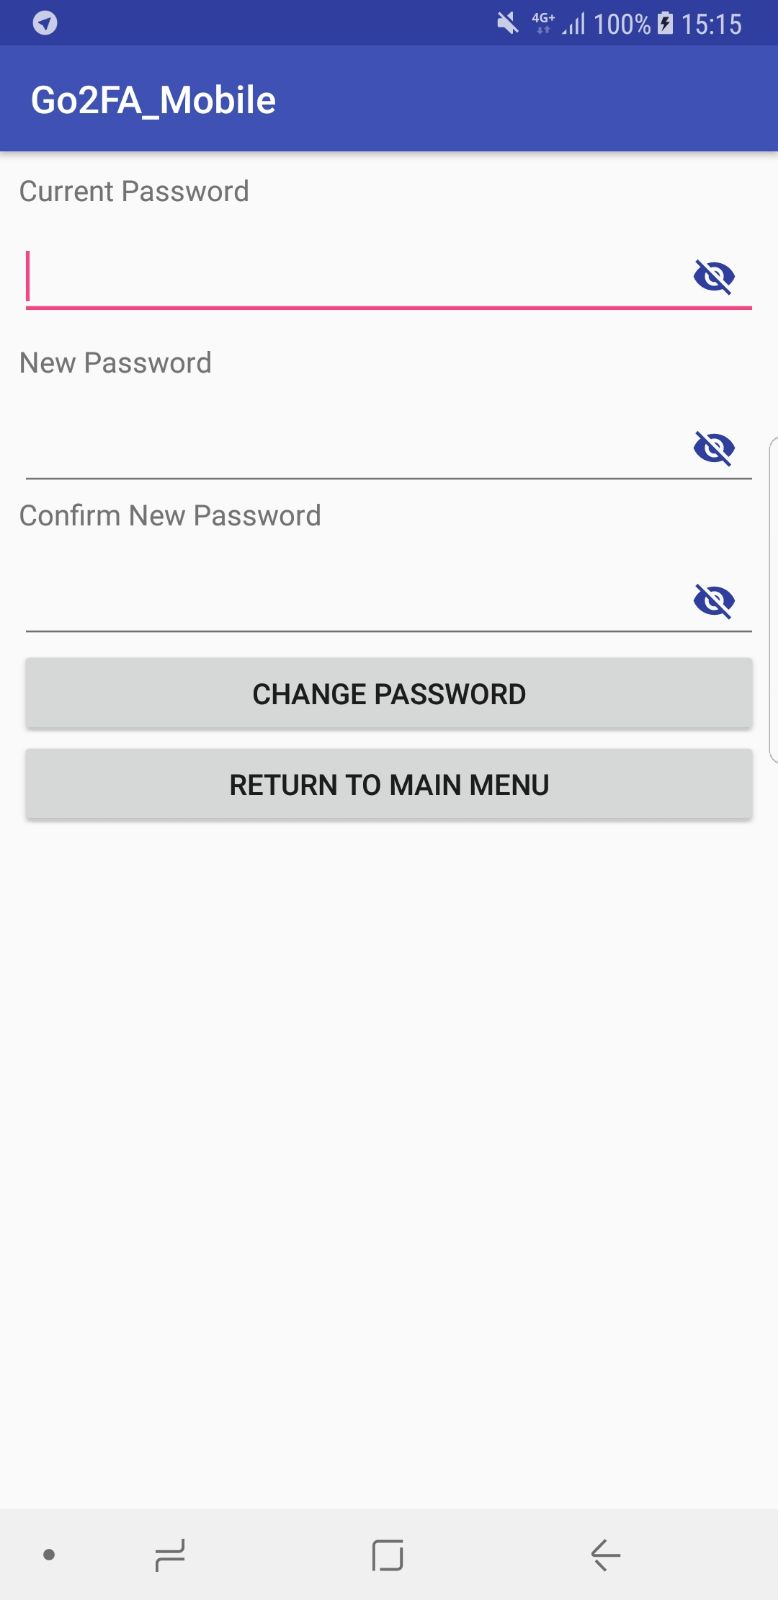 4G+ 100% 15:15
Go2FA_Mobile
Current Password
New Password
Confirm New Password
CHANGE PASSWORD
RETURN TO MAIN MENU